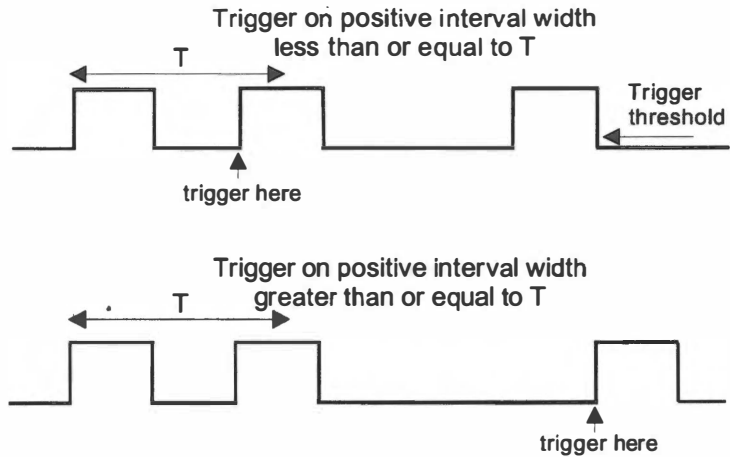 Trigger on positive interval width
less than or equal to T
T
Trigger
threshold
trigger here
Trigger on positive interval width
greater than or equal to T
T
trigger here